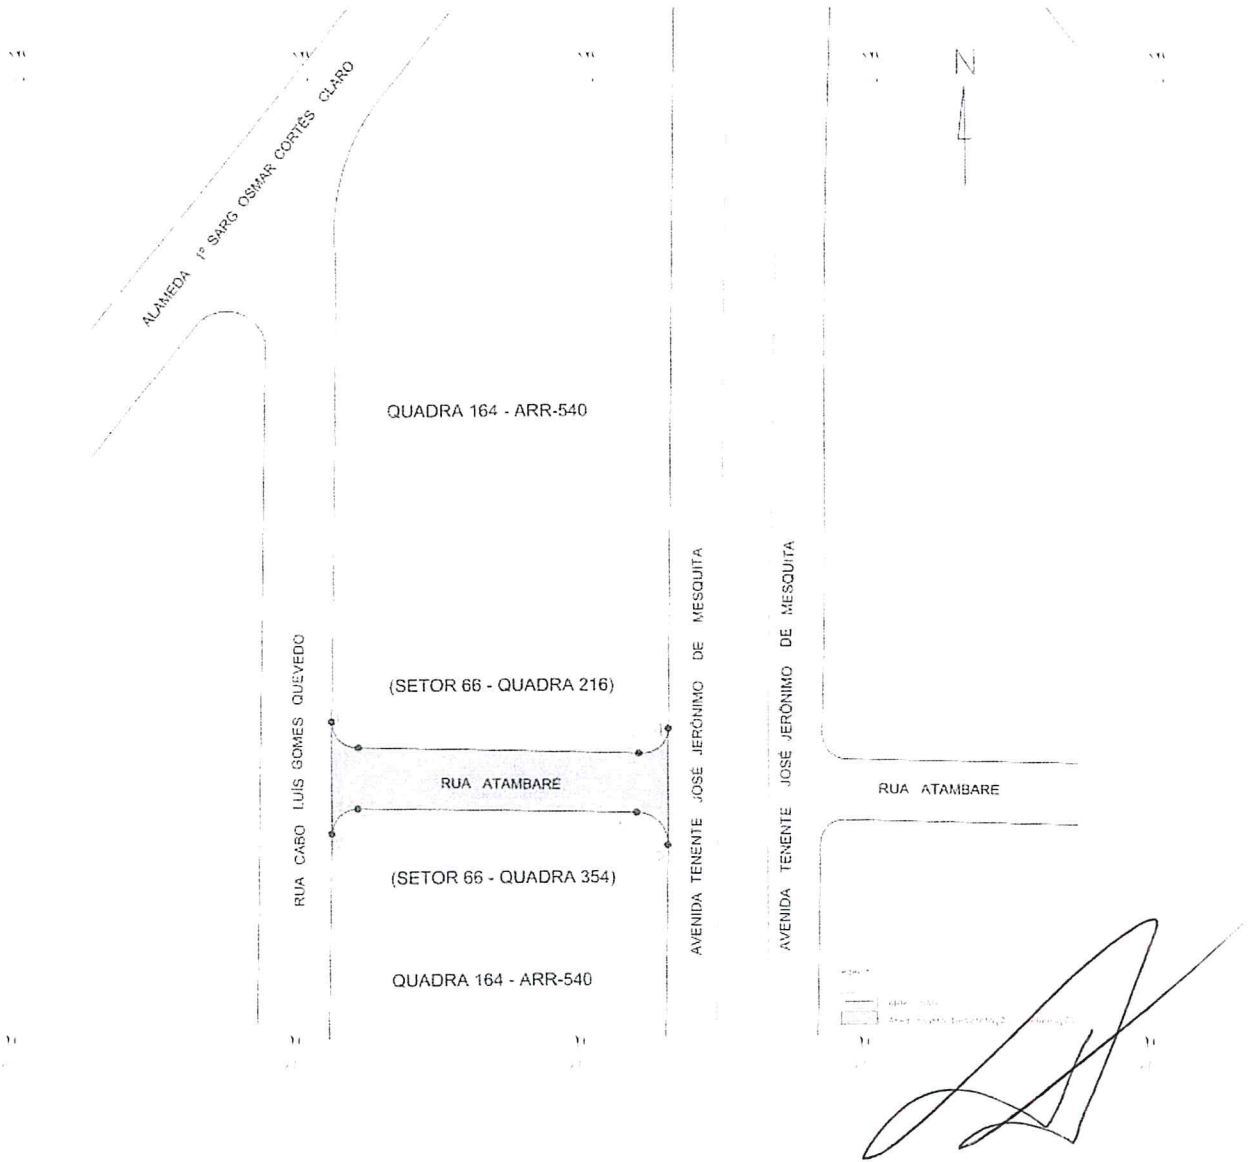 N
ALAMEDA 1º SARG OSMAR CORTÊS CLARO
QUADRA 164 - ARR-540
RUA CABO LUÍS GOMES QUEVEDO
AVENIDA TENENTE JOSÉ JERÔNIMO DE MESQUITA
AVENIDA TENENTE JOSÉ JERÔNIMO DE MESQUITA
(SETOR 66 - QUADRA 216)
RUA ATAMBARÉ
RUA ATAMBARÉ
(SETOR 66 - QUADRA 354)
QUADRA 164 - ARR-540